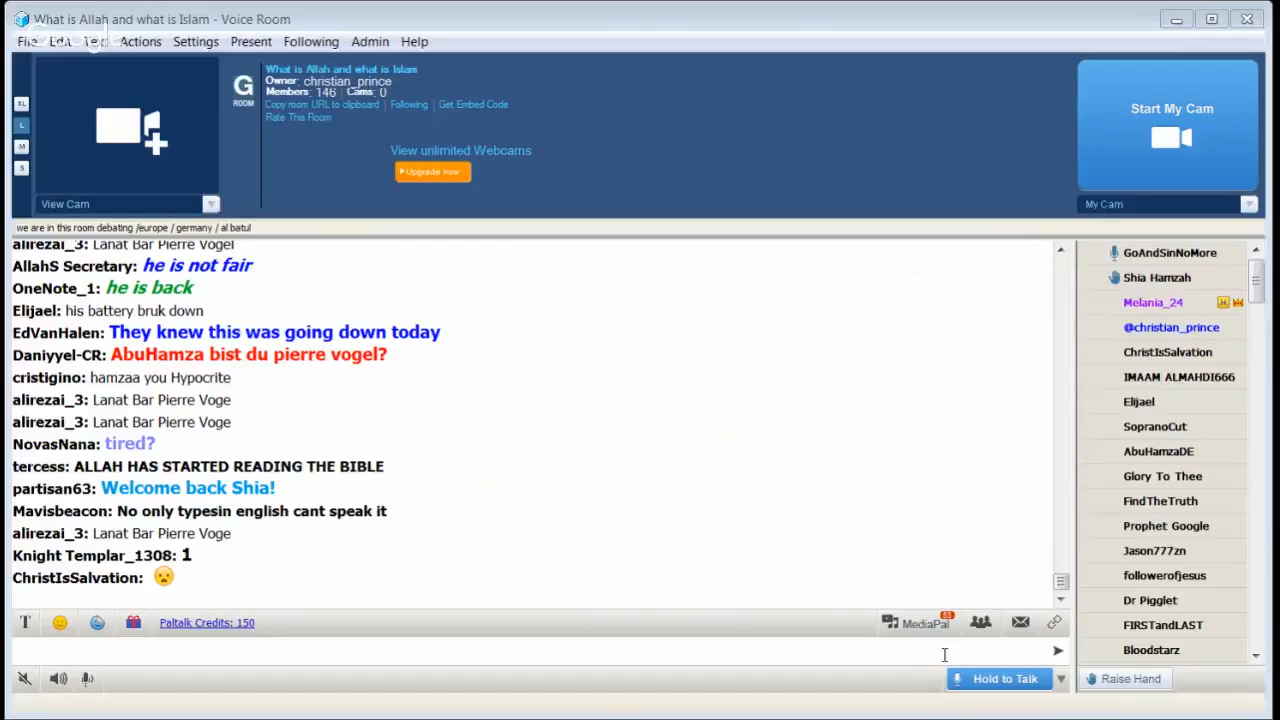 What is Allah and what is Islam - Voice Room
Google
File Edit Text Actions Settings Present Following Admin Help
XL
L
M
S
G
ROOM
What is Allah and what is Islam
Owner: christian_prince
Members: 146 | Cams: 0
Copy room URL to clipboard | Following | Get Embed Code
Rate This Room
View unlimited Webcams
Upgrade now
Start My Cam
View Cam
My Cam
we are in this room debating /europe / germany / al batul
alirezai_3: Lanat Bar Pierre Vogel
AllahS Secretary: he is not fair
OneNote_1: he is back
Elijael: his battery bruk down
EdVanHalen: They knew this was going down today
Daniyyel-CR: AbuHamza bist du pierre vogel?
cristigino: hamzaa you Hypocrite
alirezai_3: Lanat Bar Pierre Voge
alirezai_3: Lanat Bar Pierre Voge
NovasNana: tired?
tercess: ALLAH HAS STARTED READING THE BIBLE
partisan63: Welcome back Shia!
Mavisbeacon: No only typesin english cant speak it
alirezai_3: Lanat Bar Pierre Voge
Knight Templar_1308: 1
ChristIsSalvation:
GoAndSinNoMore
Shia Hamzah
Melania_24
@christian_prince
ChristIsSalvation
IMAAM ALMAHDI666
Elijael
SopranoCut
AbuHamzaDE
Glory To Thee
FindTheTruth
Prophet Google
Jason777zn
followerofjesus
Dr Pigglet
FIRSTandLAST
Bloodstarz
T
Paltalk Credits: 150
MediaPal
53
Hold to Talk
Raise Hand